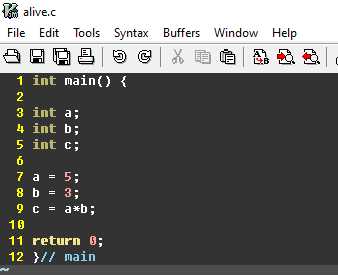 alive.c
File Edit Tools Syntax Buffers Window Help
1 int main() {
2
3 int a;
4 int b;
5 int c;
6
7 a = 5;
8 b = 3;
9 c = a*b;
10
11 return 0;
12 }// main
~